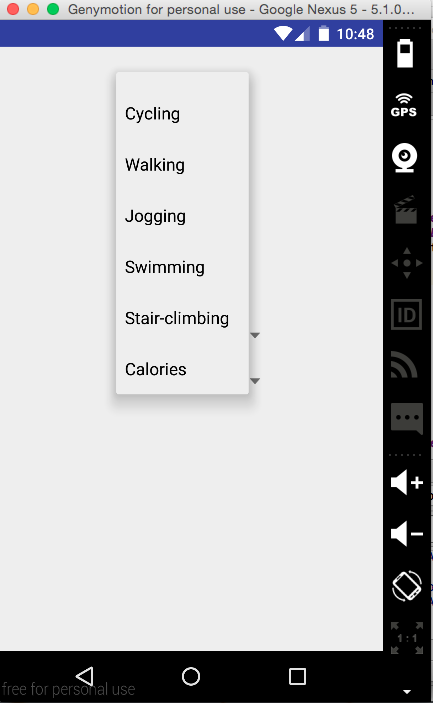 Genymotion for personal use - Google Nexus 5 - 5.1.0...
10:48
Cycling
Walking
Jogging
Swimming
Stair-climbing
Calories
GPS
ID
1:1
free for personal use